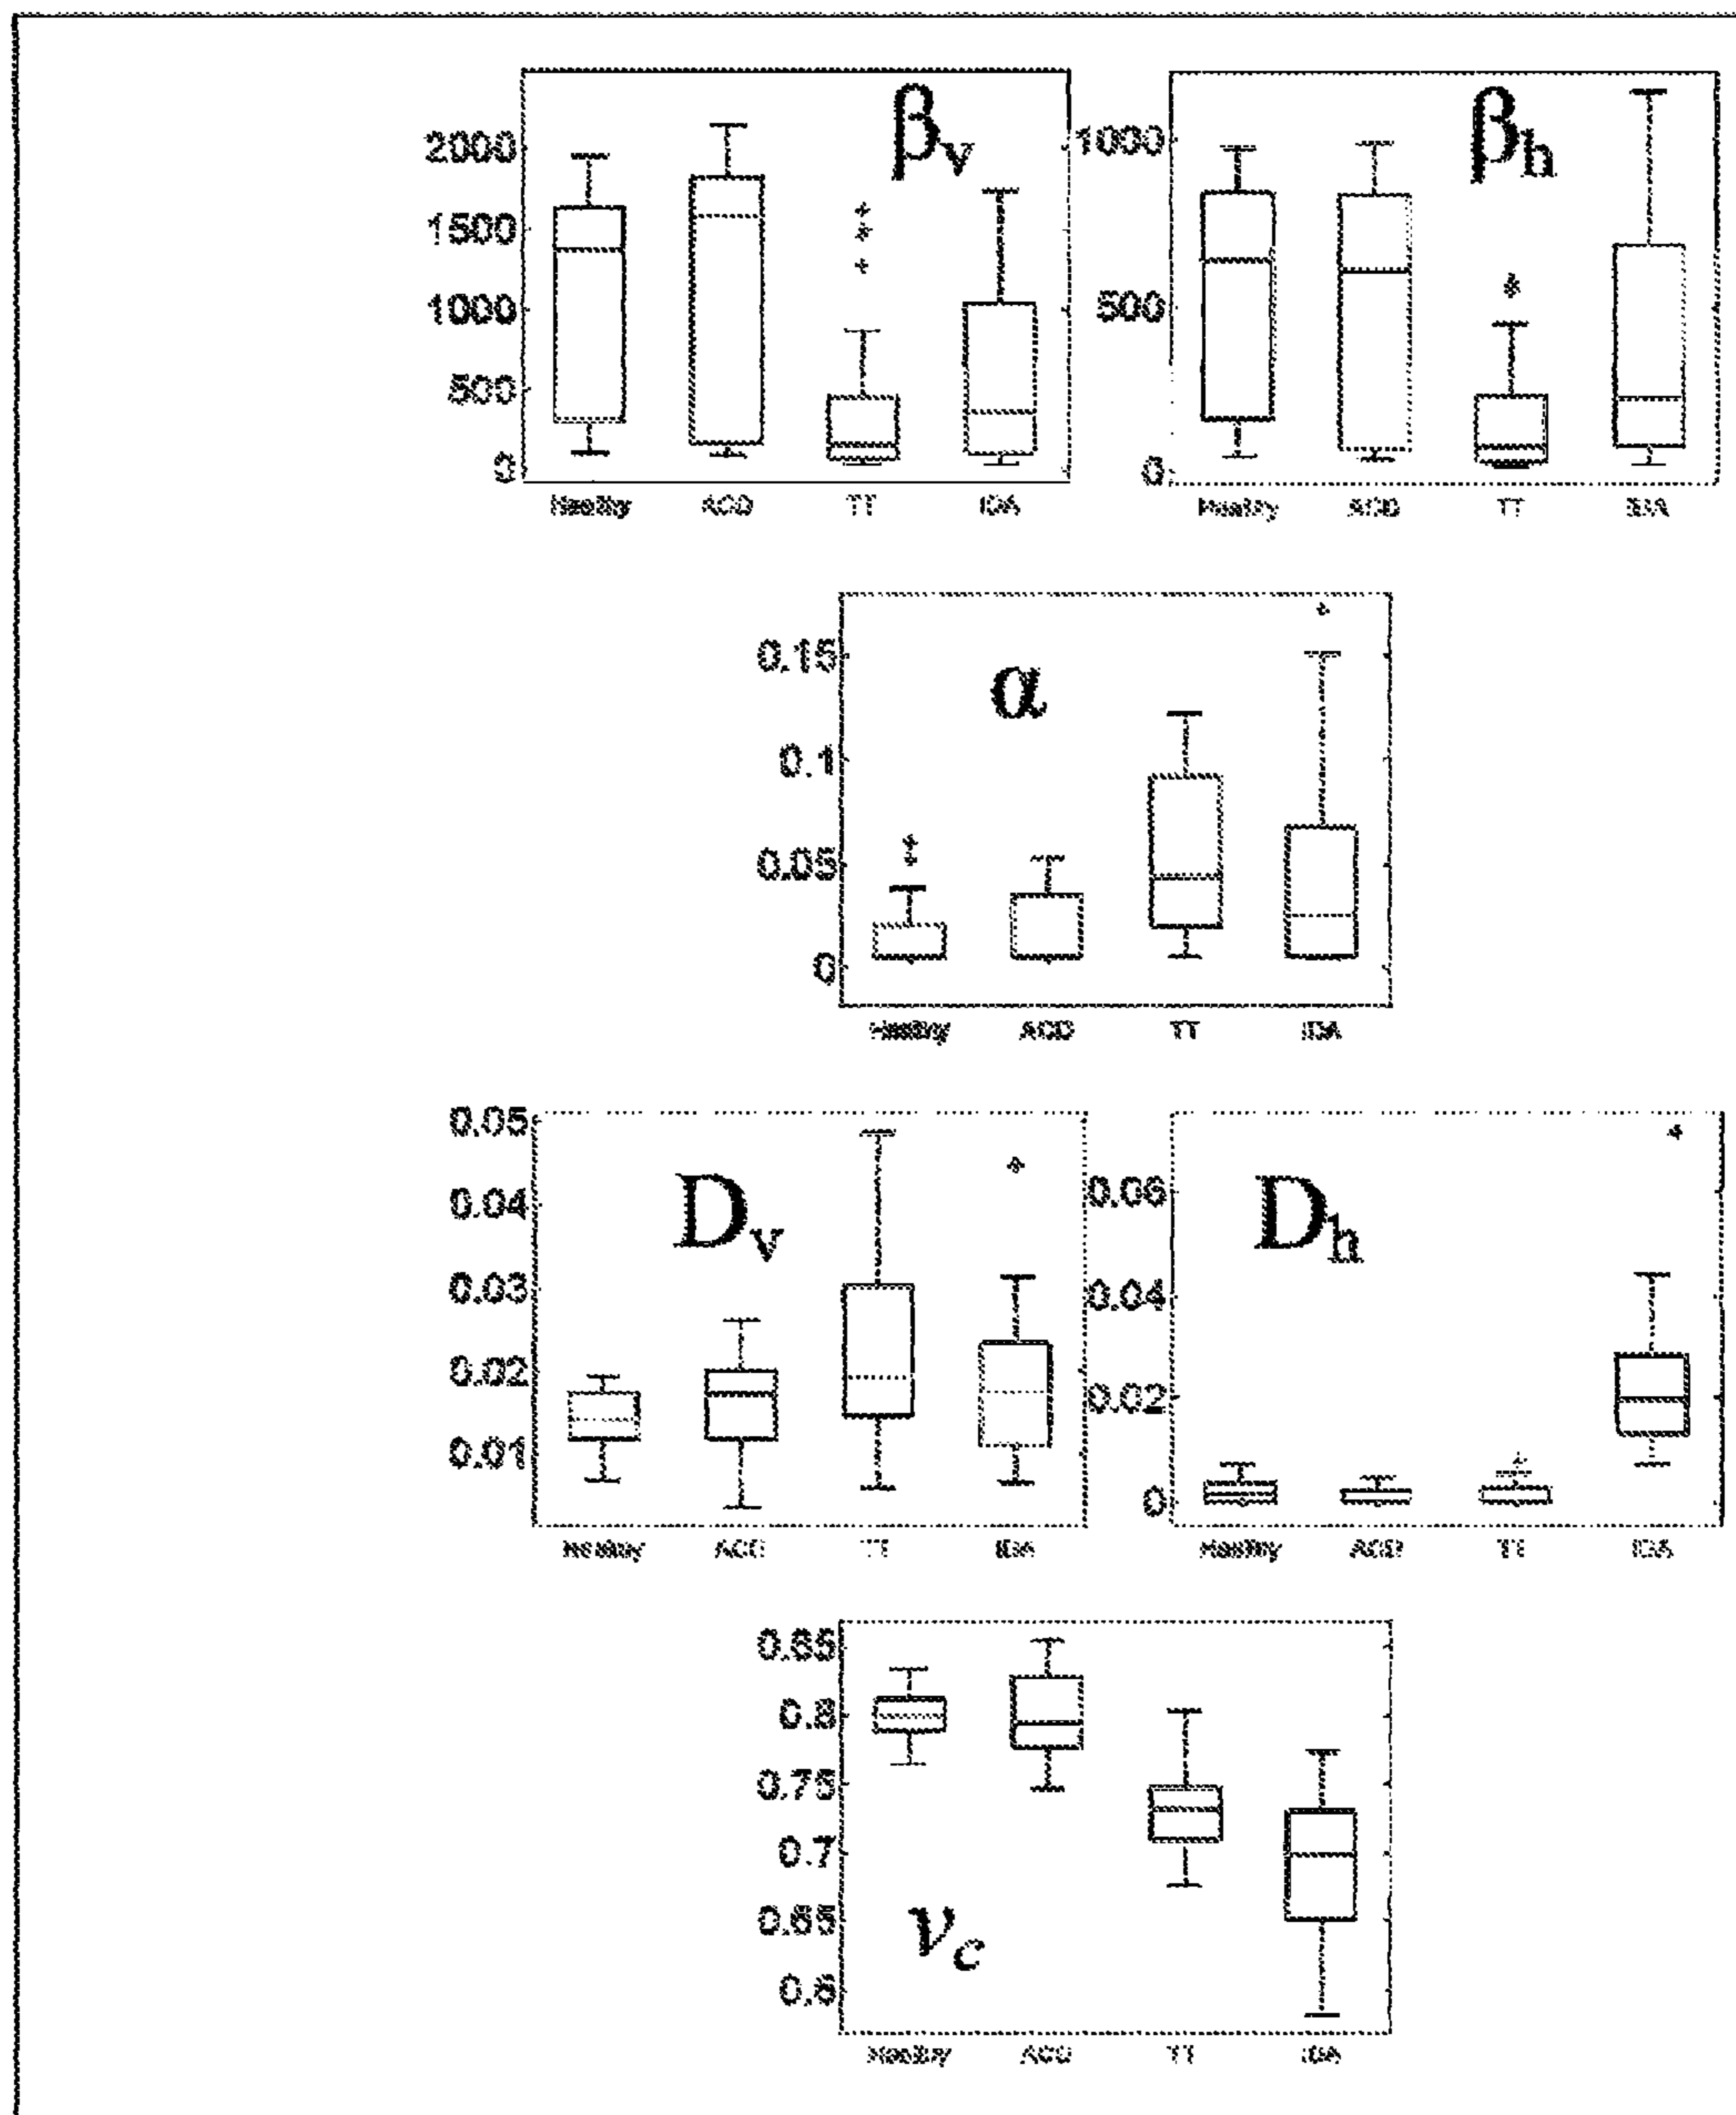 βv
2000
1500
1000
500
0
Healthy ACD TT IDA
βh
1000
500
0
Healthy ACD TT IDA
α
0.15
0.1
0.05
0
Healthy ACD TT IDA
Dv
0.05
0.04
0.03
0.02
0.01
Healthy ACD TT IDA
Dh
0.06
0.04
0.02
0
Healthy ACD TT IDA
0.85
0.8
0.75
0.7
0.65
0.6
νc
Healthy ACD TT IDA